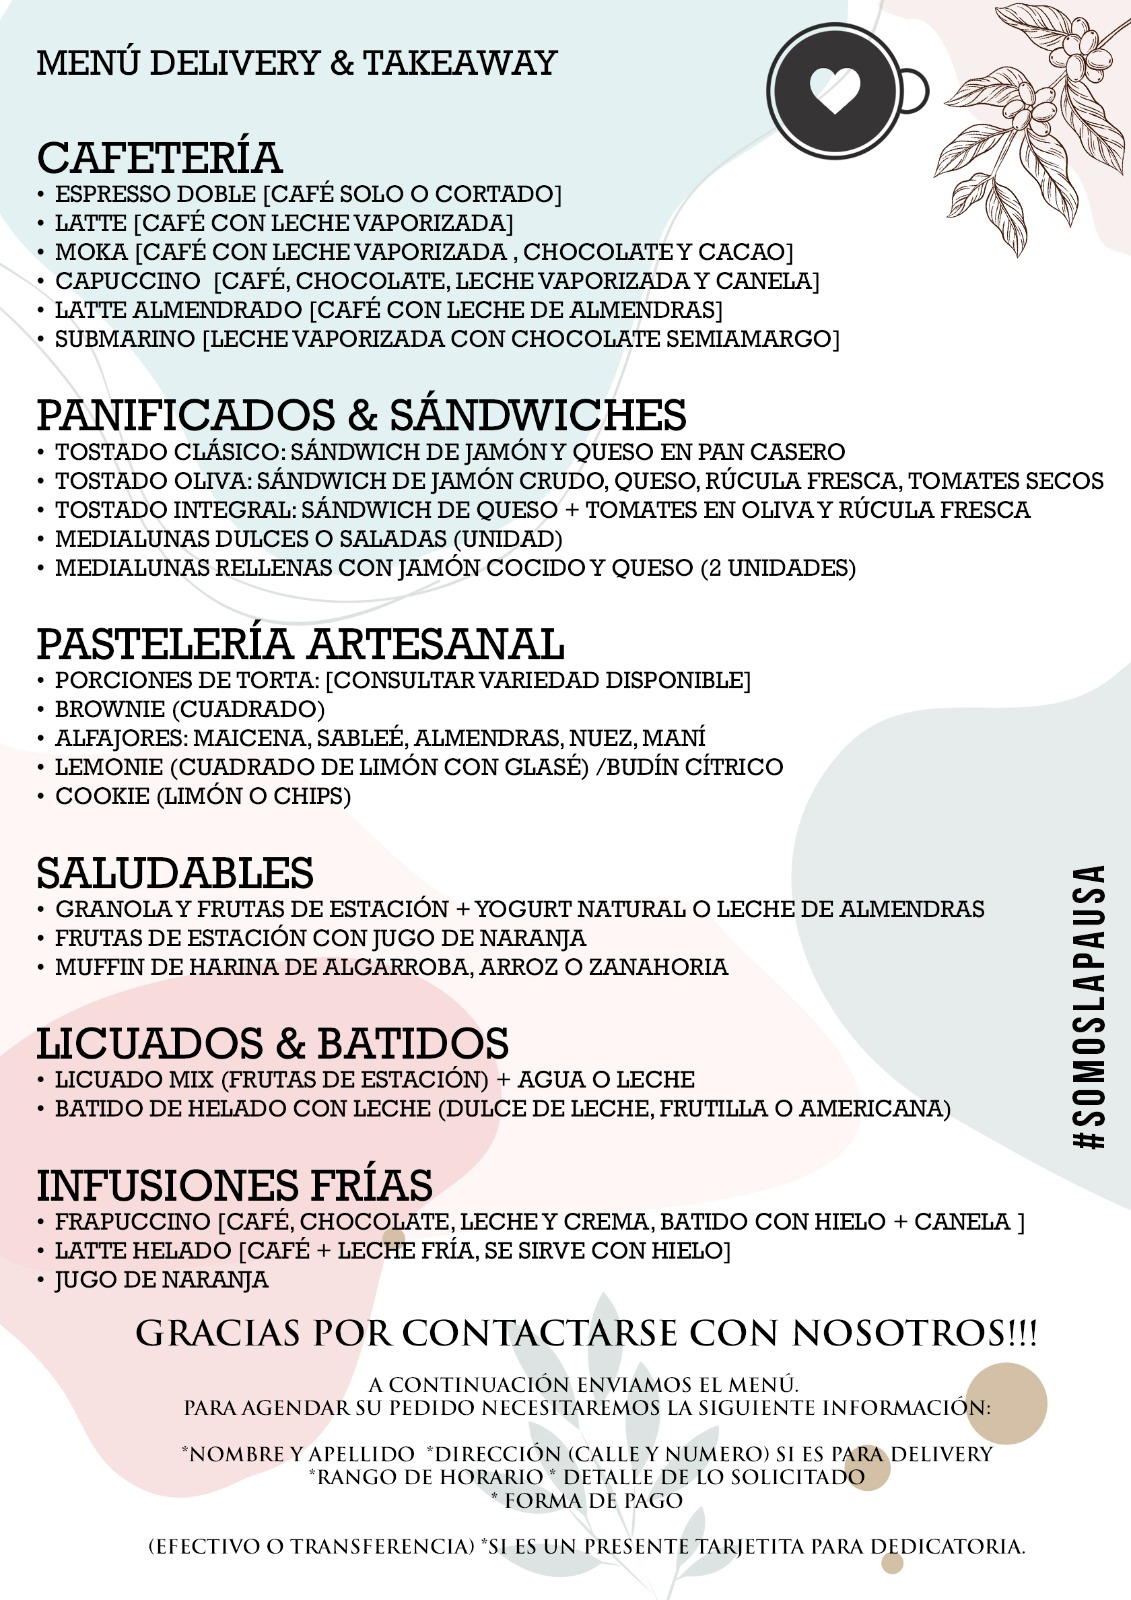 MENÚ DELIVERY & TAKEAWAY
CAFETERÍA
• ESPRESSO DOBLE [CAFÉ SOLO O CORTADO]
• LATTE [CAFÉ CON LECHE VAPORIZADA]
• MOKA [CAFÉ CON LECHE VAPORIZADA , CHOCOLATE Y CACAO]
• CAPUCCINO [CAFÉ, CHOCOLATE, LECHE VAPORIZADA Y CANELA]
• LATTE ALMENDRADO [CAFÉ CON LECHE DE ALMENDRAS]
• SUBMARINO [LECHE VAPORIZADA CON CHOCOLATE SEMIAMARGO]
PANIFICADOS & SÁNDWICHES
• TOSTADO CLÁSICO: SÁNDWICH DE JAMÓN Y QUESO EN PAN CASERO
• TOSTADO OLIVA: SÁNDWICH DE JAMÓN CRUDO, QUESO, RÚCULA FRESCA, TOMATES SECOS
• TOSTADO INTEGRAL: SÁNDWICH DE QUESO + TOMATES EN OLIVA Y RÚCULA FRESCA
• MEDIALUNAS DULCES O SALADAS (UNIDAD)
• MEDIALUNAS RELLENAS CON JAMÓN COCIDO Y QUESO (2 UNIDADES)
PASTELERÍA ARTESANAL
• PORCIONES DE TORTA: [CONSULTAR VARIEDAD DISPONIBLE]
• BROWNIE (CUADRADO)
• ALFAJORES: MAICENA, SABLEÉ, ALMENDRAS, NUEZ, MANÍ
• LEMONIE (CUADRADO DE LIMÓN CON GLASÉ) /BUDÍN CÍTRICO
• COOKIE (LIMÓN O CHIPS)
SALUDABLES
• GRANOLA Y FRUTAS DE ESTACIÓN + YOGURT NATURAL O LECHE DE ALMENDRAS
• FRUTAS DE ESTACIÓN CON JUGO DE NARANJA
• MUFFIN DE HARINA DE ALGARROBA, ARROZ O ZANAHORIA
#SOMOSLAPAUSA
LICUADOS & BATIDOS
• LICUADO MIX (FRUTAS DE ESTACIÓN) + AGUA O LECHE
• BATIDO DE HELADO CON LECHE (DULCE DE LECHE, FRUTILLA O AMERICANA)
INFUSIONES FRÍAS
• FRAPUCCINO [CAFÉ, CHOCOLATE, LECHE Y CREMA, BATIDO CON HIELO + CANELA ]
• LATTE HELADO [CAFÉ + LECHE FRÍA, SE SIRVE CON HIELO]
• JUGO DE NARANJA
GRACIAS POR CONTACTARSE CON NOSOTROS!!!
A CONTINUACIÓN ENVIAMOS EL MENÚ.
PARA AGENDAR SU PEDIDO NECESITAREMOS LA SIGUIENTE INFORMACIÓN:
*NOMBRE Y APELLIDO *DIRECCIÓN (CALLE Y NUMERO) SI ES PARA DELIVERY
*RANGO DE HORARIO * DETALLE DE LO SOLICITADO
* FORMA DE PAGO
(EFECTIVO O TRANSFERENCIA) *SI ES UN PRESENTE TARJETITA PARA DEDICATORIA.